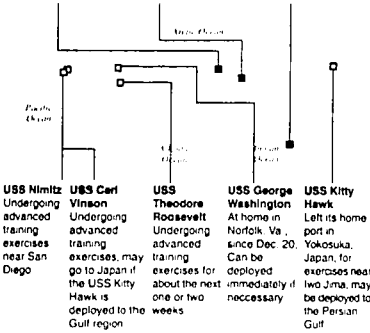 Arctic Ocean
Pacific
Ocean
Ocean
Ocean
USS Nimitz
Undergoing
advanced
training
exercises
near San
Diego
USS Carl
Vinson
Undergoing
advanced
training
exercises, may
go to Japan if
the USS Kitty
Hawk is
deployed to the
Gulf region
USS
Theodore
Roosevelt
Undergoing
advanced
training
exercises for
about the next
one or two
weeks
USS George
Washington
At home in
Norfolk, Va.,
since Dec. 20.
Can be
deployed
immediately if
neccessary
USS Kitty
Hawk
Left its home
port in
Yokosuka,
Japan, for
exercises near
Iwo Jima, may
be deployed to
the Persian
Gulf